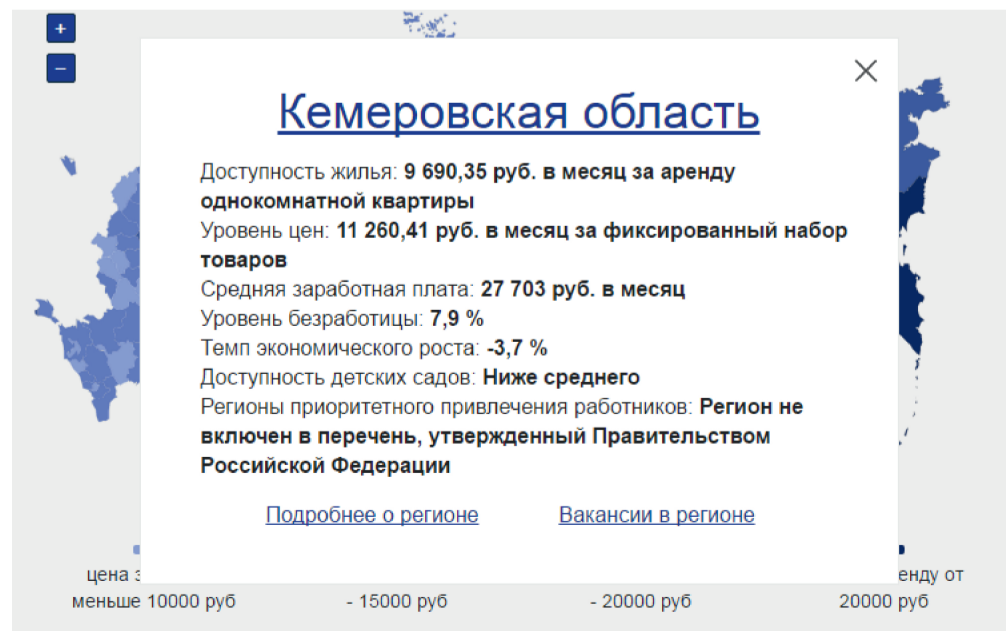 +
−
Кемеровская область
Доступность жилья: 9 690,35 руб. в месяц за аренду
однокомнатной квартиры
Уровень цен: 11 260,41 руб. в месяц за фиксированный набор
товаров
Средняя заработная плата: 27 703 руб. в месяц
Уровень безработицы: 7,9 %
Темп экономического роста: -3,7 %
Доступность детских садов: Ниже среднего
Регионы приоритетного привлечения работников: Регион не
включен в перечень, утвержденный Правительством
Российской Федерации
Подробнее о регионе Вакансии в регионе
цена от
меньше 10000 руб - 15000 руб - 20000 руб 20000 руб